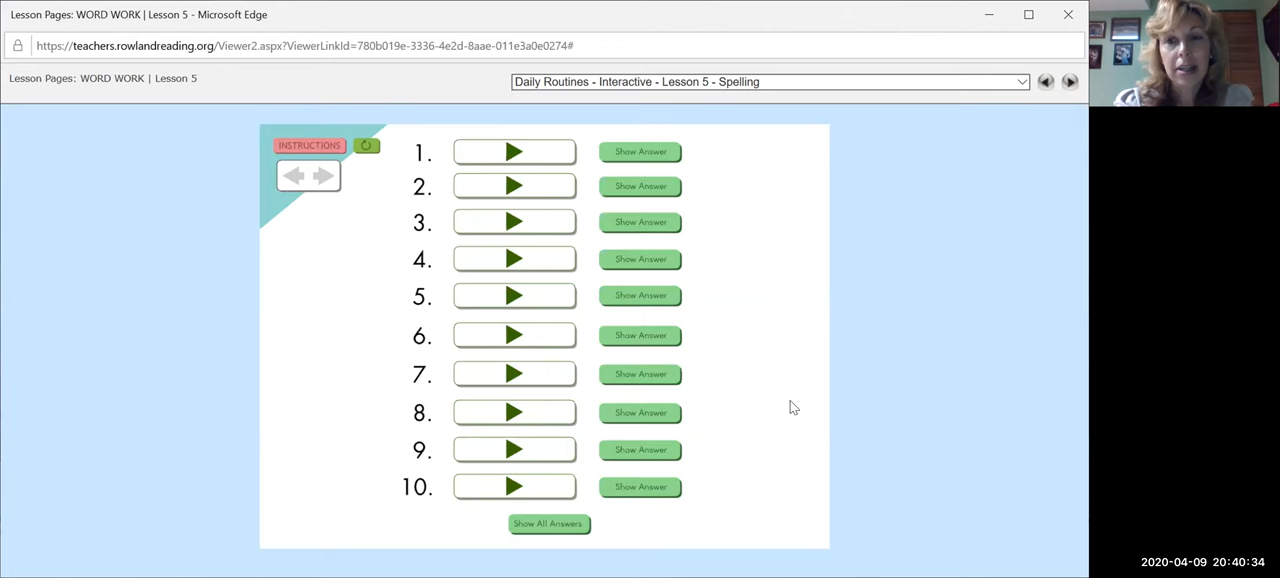 Lesson Pages: WORD WORK | Lesson 5 - Microsoft Edge
https://teachers.rowlandreading.org/Viewer2.aspx?ViewerLinkId=780b019e-3336-4e2d-8aae-011e3a0e0274#
Lesson Pages: WORD WORK | Lesson 5
Daily Routines - Interactive - Lesson 5 - Spelling
INSTRUCTIONS
1. Show Answer
2. Show Answer
3. Show Answer
4. Show Answer
5. Show Answer
6. Show Answer
7. Show Answer
8. Show Answer
9. Show Answer
10. Show Answer
Show All Answers
2020-04-09 20:40:34